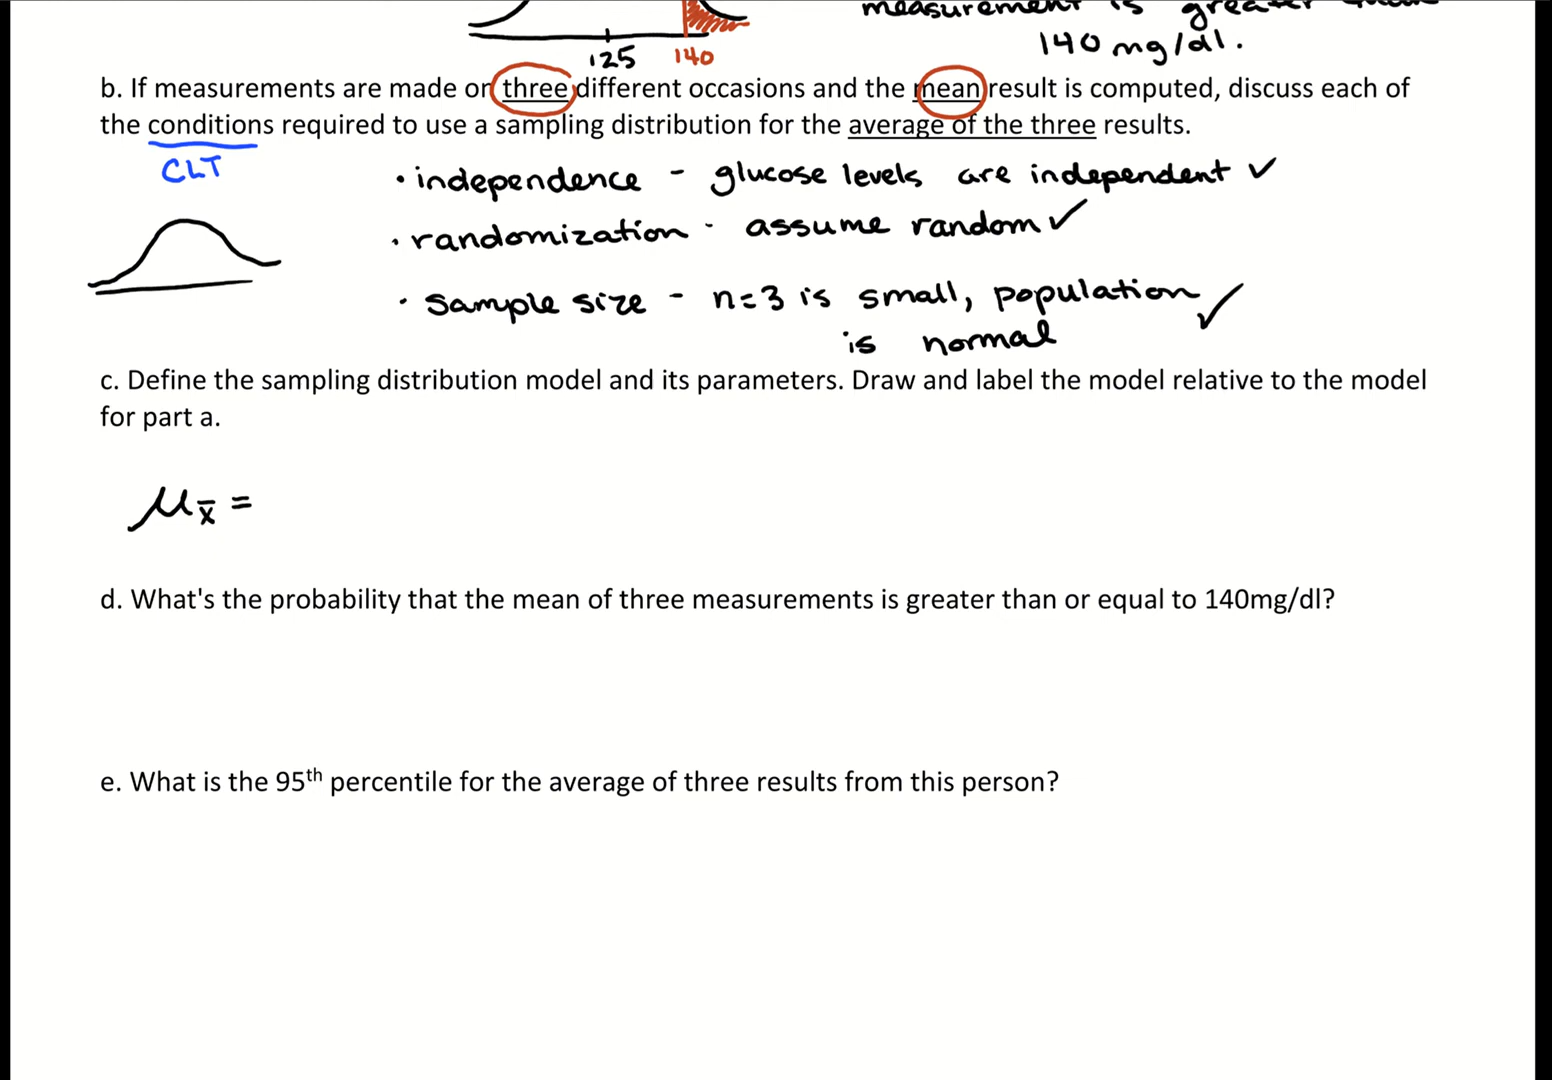 measurement is greater
140 mg/dl.
125 140
b. If measurements are made on three different occasions and the mean result is computed, discuss each of
the conditions required to use a sampling distribution for the average of the three results.
CLT
• independence - glucose levels are independent ✓
• randomization - assume random ✓
• sample size - n=3 is small, population ✓
is normal
c. Define the sampling distribution model and its parameters. Draw and label the model relative to the model
for part a.
μx̄ =
d. What's the probability that the mean of three measurements is greater than or equal to 140mg/dl?
e. What is the 95th percentile for the average of three results from this person?